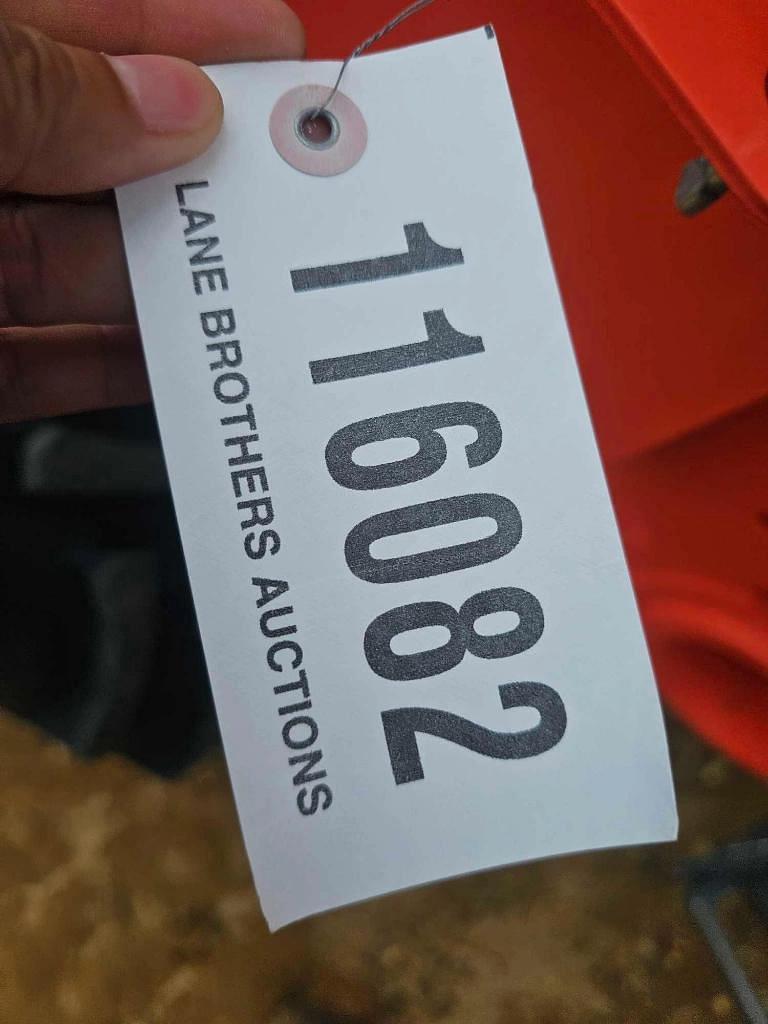 116082
LANE BROTHERS AUCTIONS